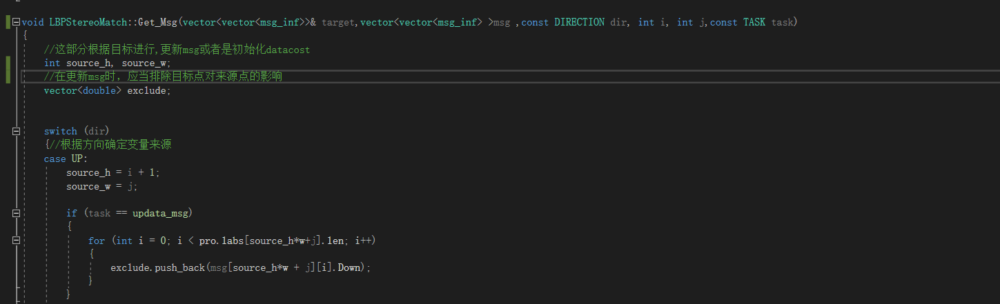 void LBPStereoMatch::Get_Msg(vector<vector<msg_inf>>& target,vector<vector<msg_inf> >msg ,const DIRECTION dir, int i, int j,const TASK task)
{
//这部分根据目标进行,更新msg或者是初始化datacost
int source_h, source_w;
//在更新msg时，应当排除目标点对来源点的影响
vector<double> exclude;
switch (dir)
{//根据方向确定变量来源
case UP:
source_h = i + 1;
source_w = j;
if (task == updata_msg)
{
for (int i = 0; i < pro.labs[source_h*w+j].len; i++)
{
exclude.push_back(msg[source_h*w + j][i].Down);
}
}